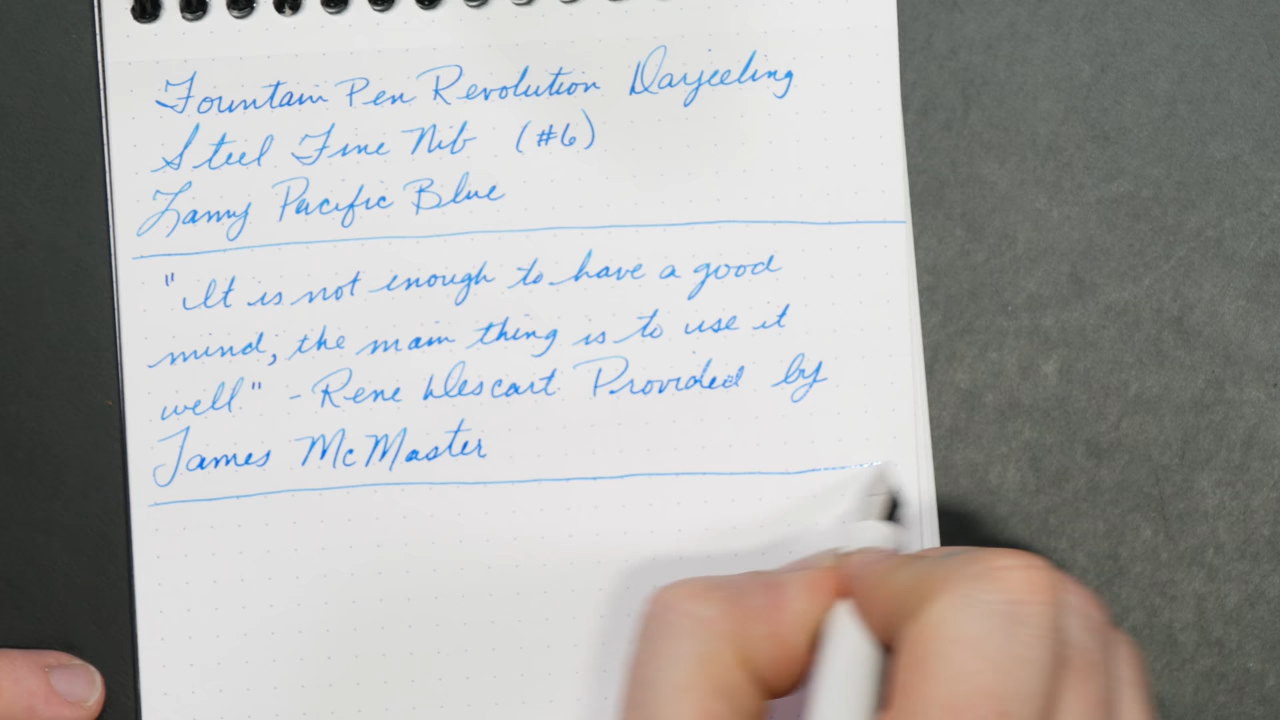 Fountain Pen Revolution Darjeeling
Steel Fine Nib (#6)
Lamy Pacific Blue
"It is not enough to have a good
mind, the main thing is to use it
well" - Rene Descart Provided by
James McMaster